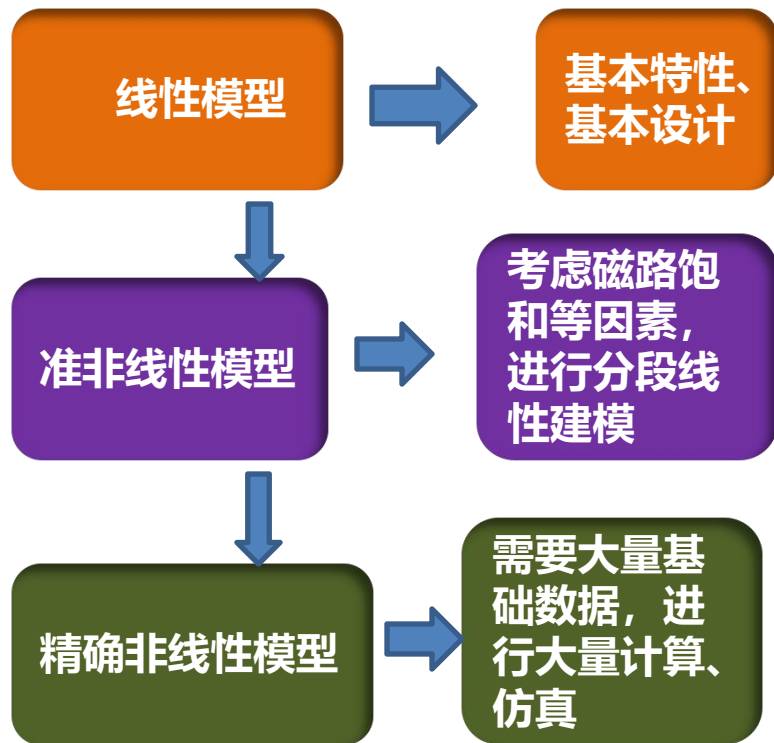 线性模型
基本特性、
基本设计
准非线性模型
考虑磁路饱
和等因素，
进行分段线
性建模
精确非线性模型
需要大量基
础数据，进
行大量计算、
仿真